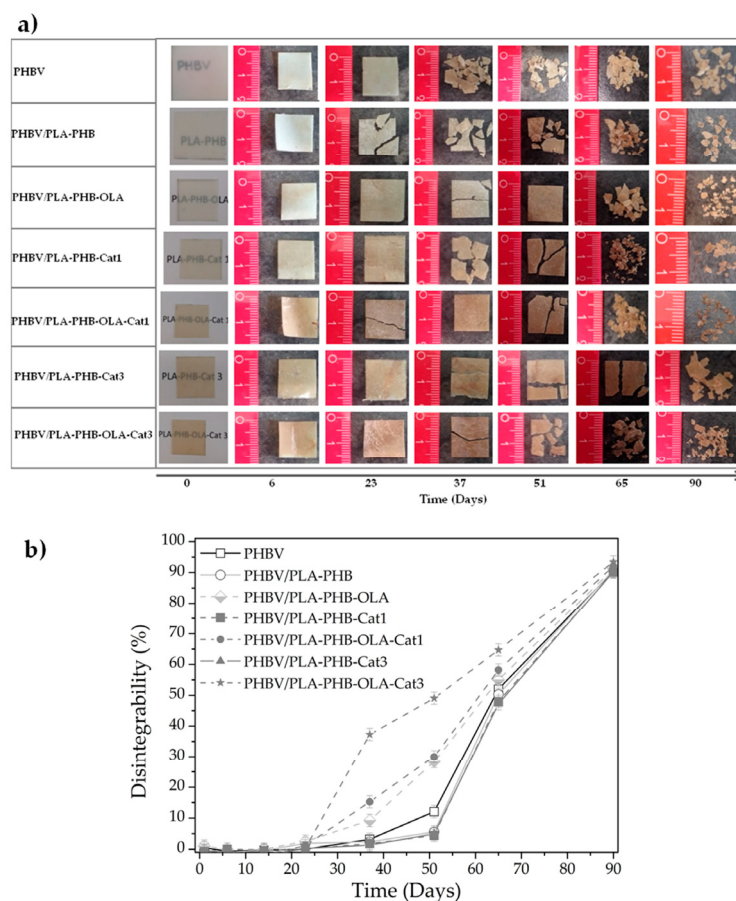 a)
PHBV
PHBV
PHBV/PLA-PHB
PLA-PHB
PHBV/PLA-PHB-OLA
PLA-PHB-OLA
PHBV/PLA-PHB-Cat1
PLA-PHB-Cat 1
PHBV/PLA-PHB-OLA-Cat1
PLA-PHB-OLA-Cat 1
PHBV/PLA-PHB-Cat3
PLA-PHB-Cat 3
PHBV/PLA-PHB-OLA-Cat3
PLA-PHB-OLA-Cat 3
0 6 23 37 51 65 90
Time (Days)
b)
Disintegrability (%)
100
90
80
70
60
50
40
30
20
10
0
PHBV
PHBV/PLA-PHB
PHBV/PLA-PHB-OLA
PHBV/PLA-PHB-Cat1
PHBV/PLA-PHB-OLA-Cat1
PHBV/PLA-PHB-Cat3
PHBV/PLA-PHB-OLA-Cat3
0 10 20 30 40 50 60 70 80 90
Time (Days)